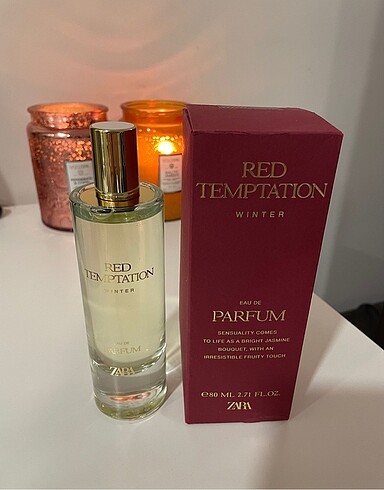 RED
TEMPTATION
WINTER
EAU DE
PARFUM
ZARA
RED
TEMPTATION
WINTER
EAU DE
PARFUM
SENSUALITY COMES
TO LIFE AS A BRIGHT JASMINE
BOUQUET, WITH AN
IRRESISTIBLE FRUITY TOUCH
℮80 ML. 2.71 FL.OZ.
ZARA